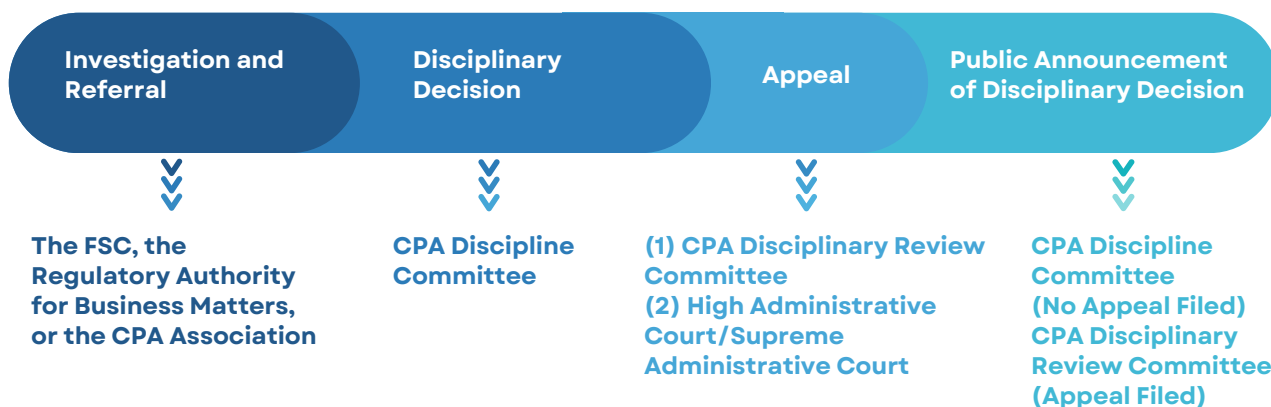 Investigation and
Referral
Disciplinary
Decision
Appeal
Public Announcement
of Disciplinary Decision
The FSC, the
Regulatory Authority
for Business Matters,
or the CPA Association
CPA Discipline
Committee
(1) CPA Disciplinary Review
Committee
(2) High Administrative
Court/Supreme
Administrative Court
CPA Discipline
Committee
(No Appeal Filed)
CPA Disciplinary
Review Committee
(Appeal Filed)